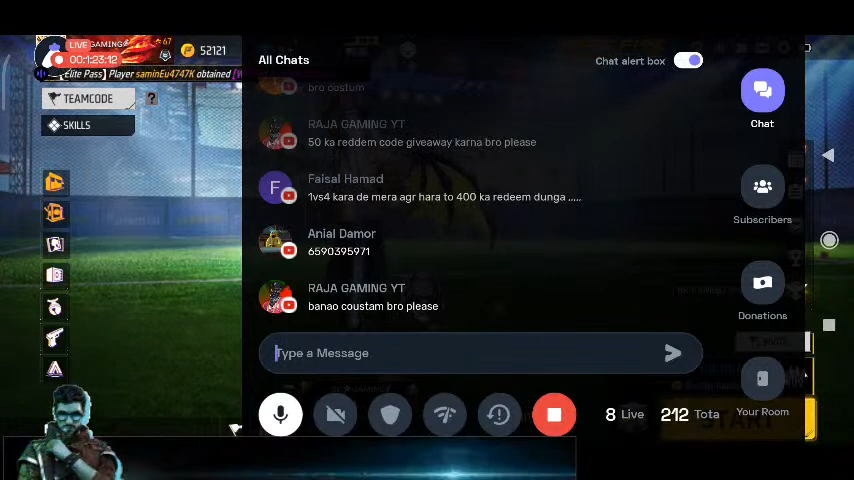 LIVE GAMING
67
52121
00:1:23:12
[Elite Pass] Player saminEu4747K obtained
TEAMCODE
?
SKILLS
All Chats
Chat alert box
bro costum
RAJA GAMING YT
50 ka reddem code giveaway karna bro please
F
Faisal Hamad
1vs4 kara de mera agr hara to 400 ka redeem dunga .....
Anial Damor
6590395971
RAJA GAMING YT
banao coustam bro please
Type a Message
8 Live
212 Tota
Chat
Subscribers
Donations
Your Room
START